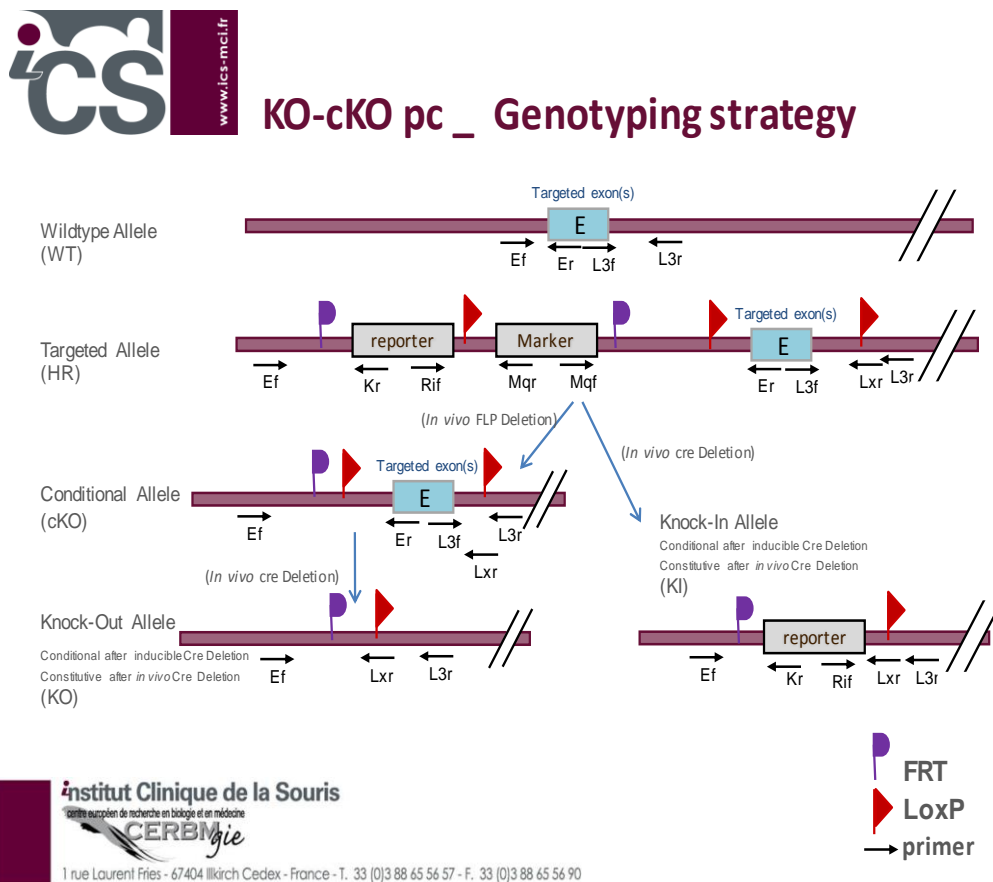 iCS
www.ics-mci.fr
KO-cKO pc _ Genotyping strategy
Targeted exon(s)
Wildtype Allele
(WT)
E
Ef Er L3f L3r
Targeted exon(s)
Targeted Allele
(HR)
reporter Marker E
Ef Kr Rif Mqr Mqf Er L3f Lxr L3r
(In vivo FLP Deletion)
(In vivo cre Deletion)
Targeted exon(s)
Conditional Allele
(cKO)
E
Ef Er L3f L3r
Lxr
(In vivo cre Deletion)
Knock-In Allele
Conditional after inducible Cre Deletion
Constitutive after in vivo Cre Deletion
(KI)
reporter
Ef Kr Rif Lxr L3r
Knock-Out Allele
Conditional after inducible Cre Deletion
Constitutive after in vivo Cre Deletion
(KO)
Ef Lxr L3r
FRT
LoxP
primer
institut Clinique de la Souris
centre européen de recherche en biologie et en médecine
CERBM
gie
1 rue Laurent Fries - 67404 Illkirch Cedex - France - T. 33 (0)3 88 65 56 57 - F. 33 (0)3 88 65 56 90